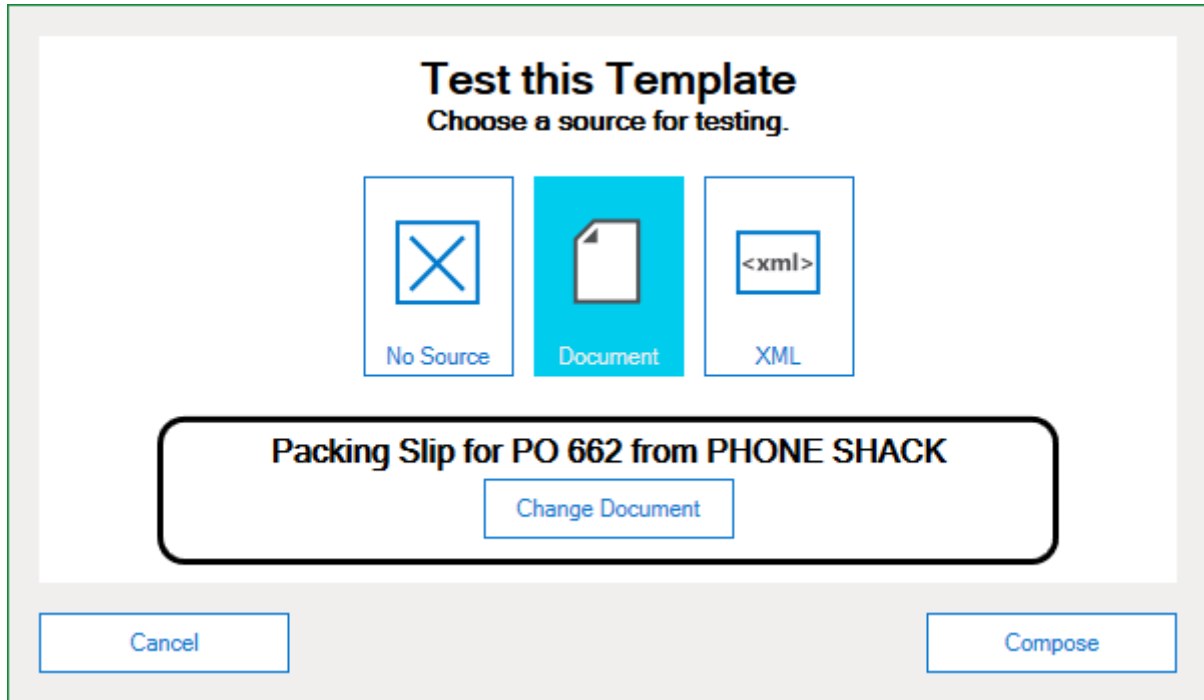 Test this Template
Choose a source for testing.
<xml>
No Source
Document
XML
Packing Slip for PO 662 from PHONE SHACK
Change Document
Cancel
Compose